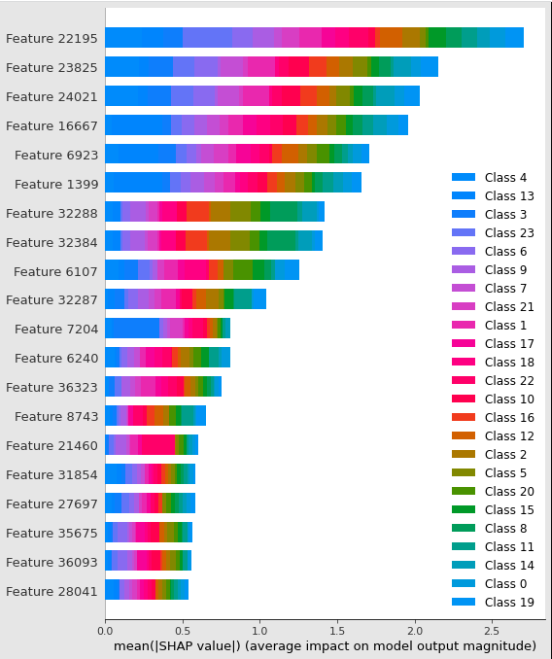 Feature 22195
Feature 23825
Feature 24021
Feature 16667
Feature 6923
Feature 1399
Feature 32288
Feature 32384
Feature 6107
Feature 32287
Feature 7204
Feature 6240
Feature 36323
Feature 8743
Feature 21460
Feature 31854
Feature 27697
Feature 35675
Feature 36093
Feature 28041
Class 4
Class 13
Class 3
Class 23
Class 6
Class 9
Class 7
Class 21
Class 1
Class 17
Class 18
Class 22
Class 10
Class 16
Class 12
Class 2
Class 5
Class 20
Class 15
Class 8
Class 11
Class 14
Class 0
Class 19
0.0 0.5 1.0 1.5 2.0 2.5
mean(|SHAP value|) (average impact on model output magnitude)